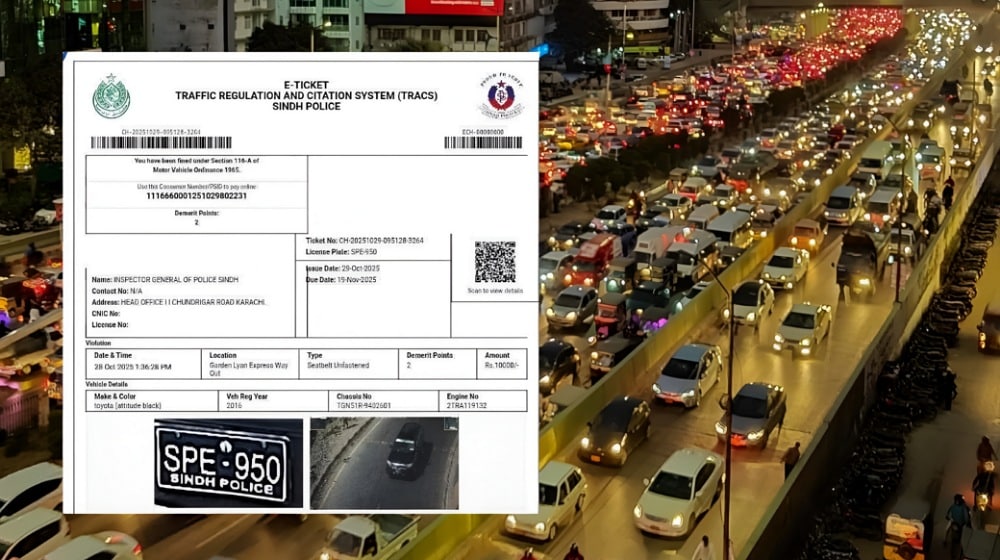 E-TICKET
TRAFFIC REGULATION AND CITATION SYSTEM (TRACS)
SINDH POLICE
CH-20251029-095128-3264
ECH-00000000
You have been fined under Section 116-A of
Motor Vehicle Ordinance 1965.
Use this Consumer Number/PSID to pay online
1116660001251029802231
Demerit Points:
2
Ticket No: CH-20251029-095128-3264
License Plate: SPE-950
Issue Date: 29-Oct-2025
Due Date: 19-Nov-2025
Scan to view details
Name: INSPECTOR GENERAL OF POLICE SINDH
Contact No: N/A
Address: HEAD OFFICE I I CHUNDRIGAR ROAD KARACHI.
CNIC No:
License No:
Violation
Date & Time Location Type Demerit Points Amount
28 Oct 2025 1:36:28 PM Garden Lyari Express Way Out Seatbelt Unfastened 2 Rs.10000/-
Vehicle Details
Make & Color Veh Reg Year Chassis No Engine No
toyota (attitude black) 2016 TGN51R-9402601 2TRA119132
SPE-950
SINDH POLICE